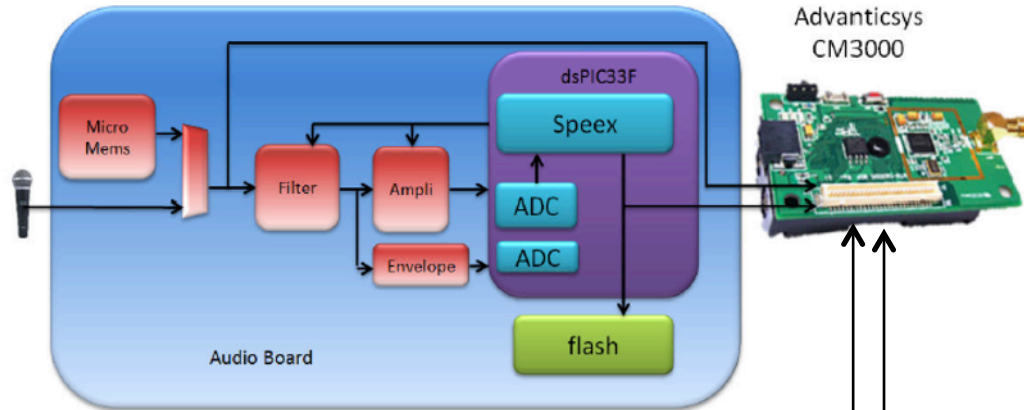 Advanticsys
CM3000
dsPIC33F
Micro
Mems
Speex
Filter
Ampli
ADC
Envelope
ADC
flash
Audio Board